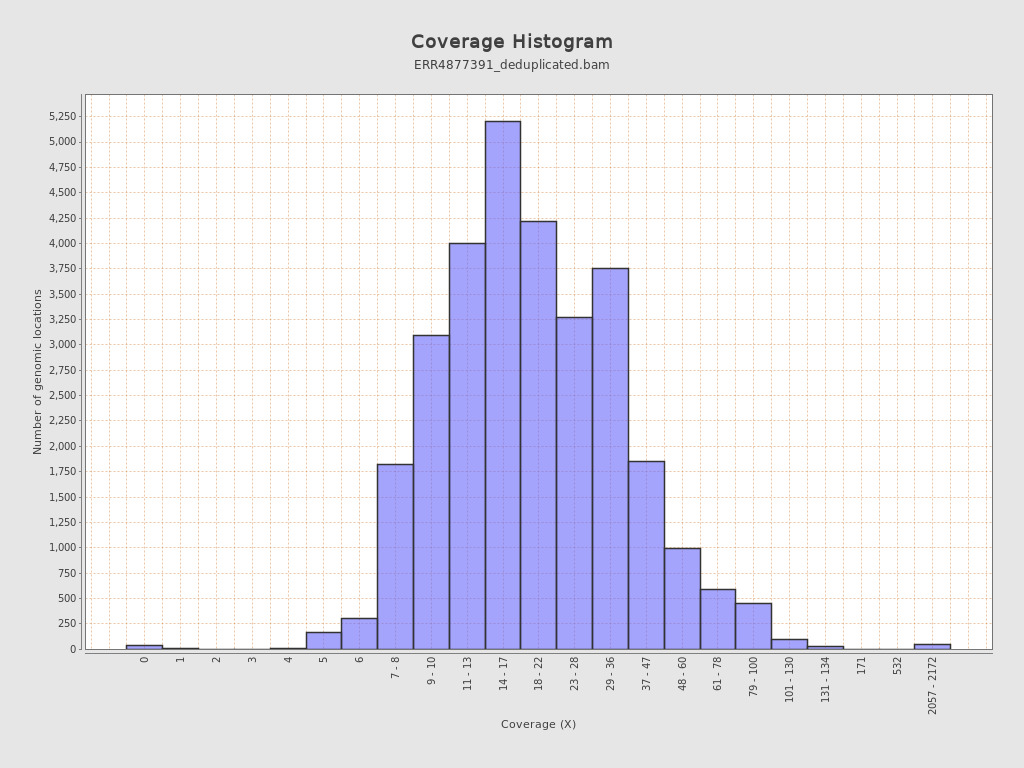 Coverage Histogram
ERR4877391_deduplicated.bam
Number of genomic locations
5,250
5,000
4,750
4,500
4,250
4,000
3,750
3,500
3,250
3,000
2,750
2,500
2,250
2,000
1,750
1,500
1,250
1,000
750
500
250
0
0
1
2
3
4
5
6
7 - 8
9 - 10
11 - 13
14 - 17
18 - 22
23 - 28
29 - 36
37 - 47
48 - 60
61 - 78
79 - 100
101 - 130
131 - 134
171
532
2057 - 2172
Coverage (X)